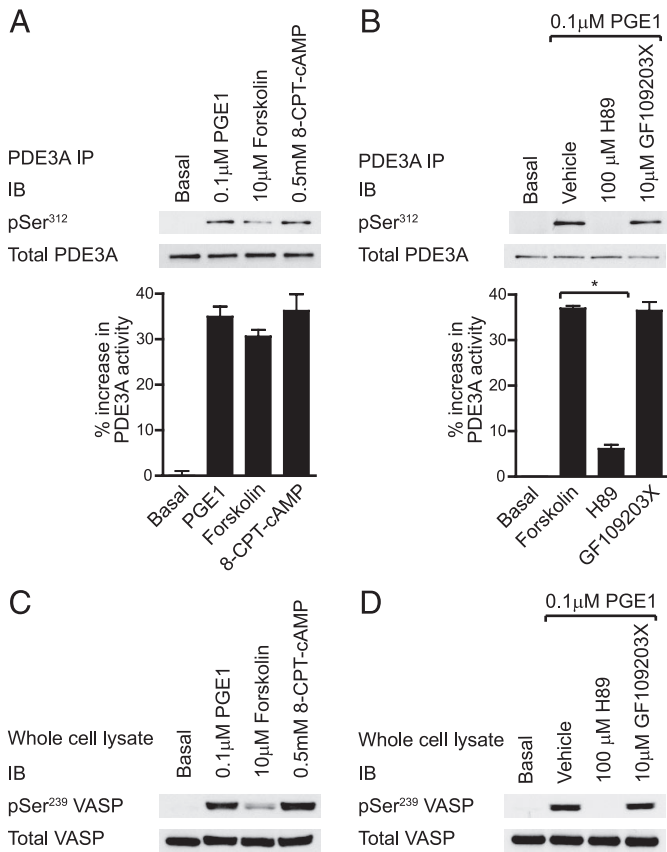 A
Basal
0.1μM PGE1
10μM Forskolin
0.5mM 8-CPT-cAMP
PDE3A IP
IB
pSer³¹²
Total PDE3A
% increase in
PDE3A activity
40
30
20
10
0
Basal
PGE1
Forskolin
8-CPT-cAMP
B
0.1μM PGE1
Basal
Vehicle
100 μM H89
10μM GF109203X
PDE3A IP
IB
pSer³¹²
Total PDE3A
*
% increase in
PDE3A activity
40
30
20
10
0
Basal
Forskolin
H89
GF109203X
C
Basal
0.1μM PGE1
10μM Forskolin
0.5mM 8-CPT-cAMP
Whole cell lysate
IB
pSer²³⁹ VASP
Total VASP
D
0.1μM PGE1
Basal
Vehicle
100 μM H89
10μM GF109203X
Whole cell lysate
IB
pSer²³⁹ VASP
Total VASP